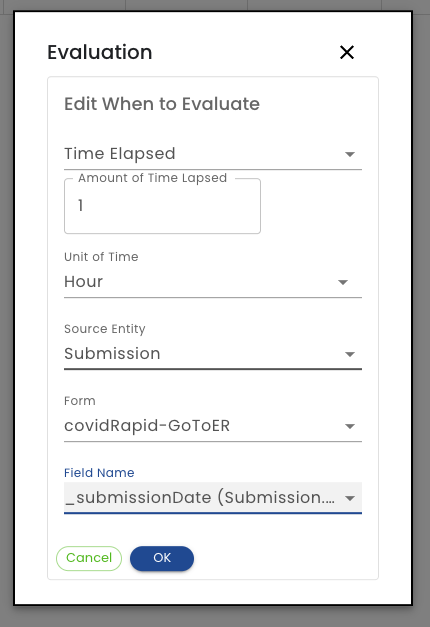 Evaluation
Edit When to Evaluate
Time Elapsed
Amount of Time Lapsed
1
Unit of Time
Hour
Source Entity
Submission
Form
covidRapid-GoToER
Field Name
_submissionDate (Submission....
Cancel OK